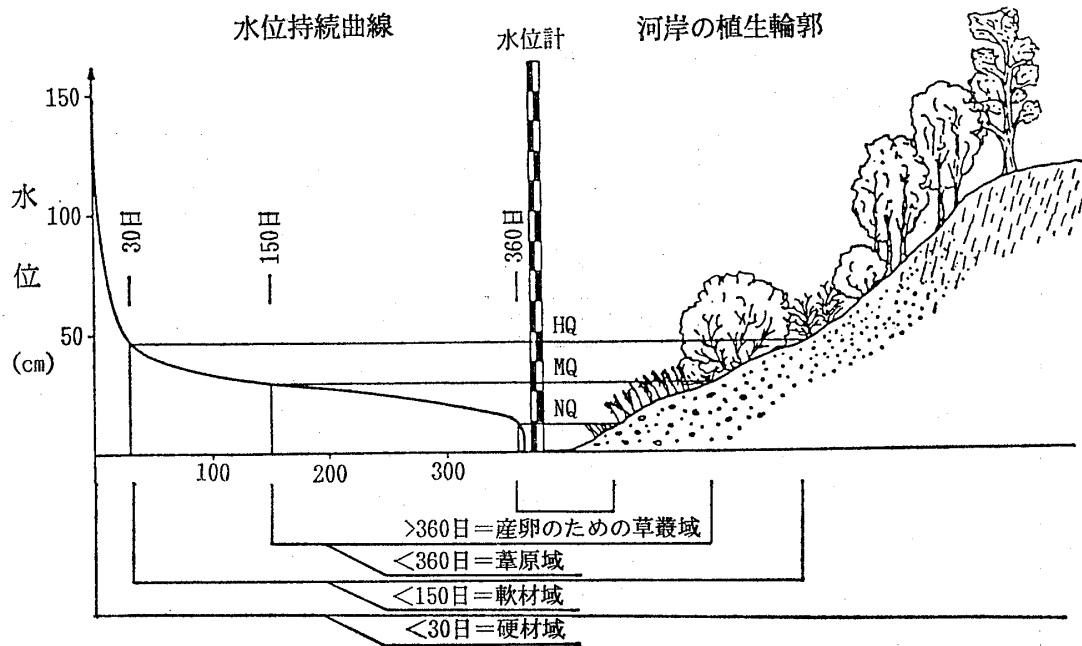 水位持続曲線
水位計
河岸の植生輪郭
150
100
50
水位
(cm)
30日
150日
360日
HQ
MQ
NQ
100
200
300
>360日=産卵のための草叢域
<360日=葦原域
<150日=軟材域
<30日=硬材域